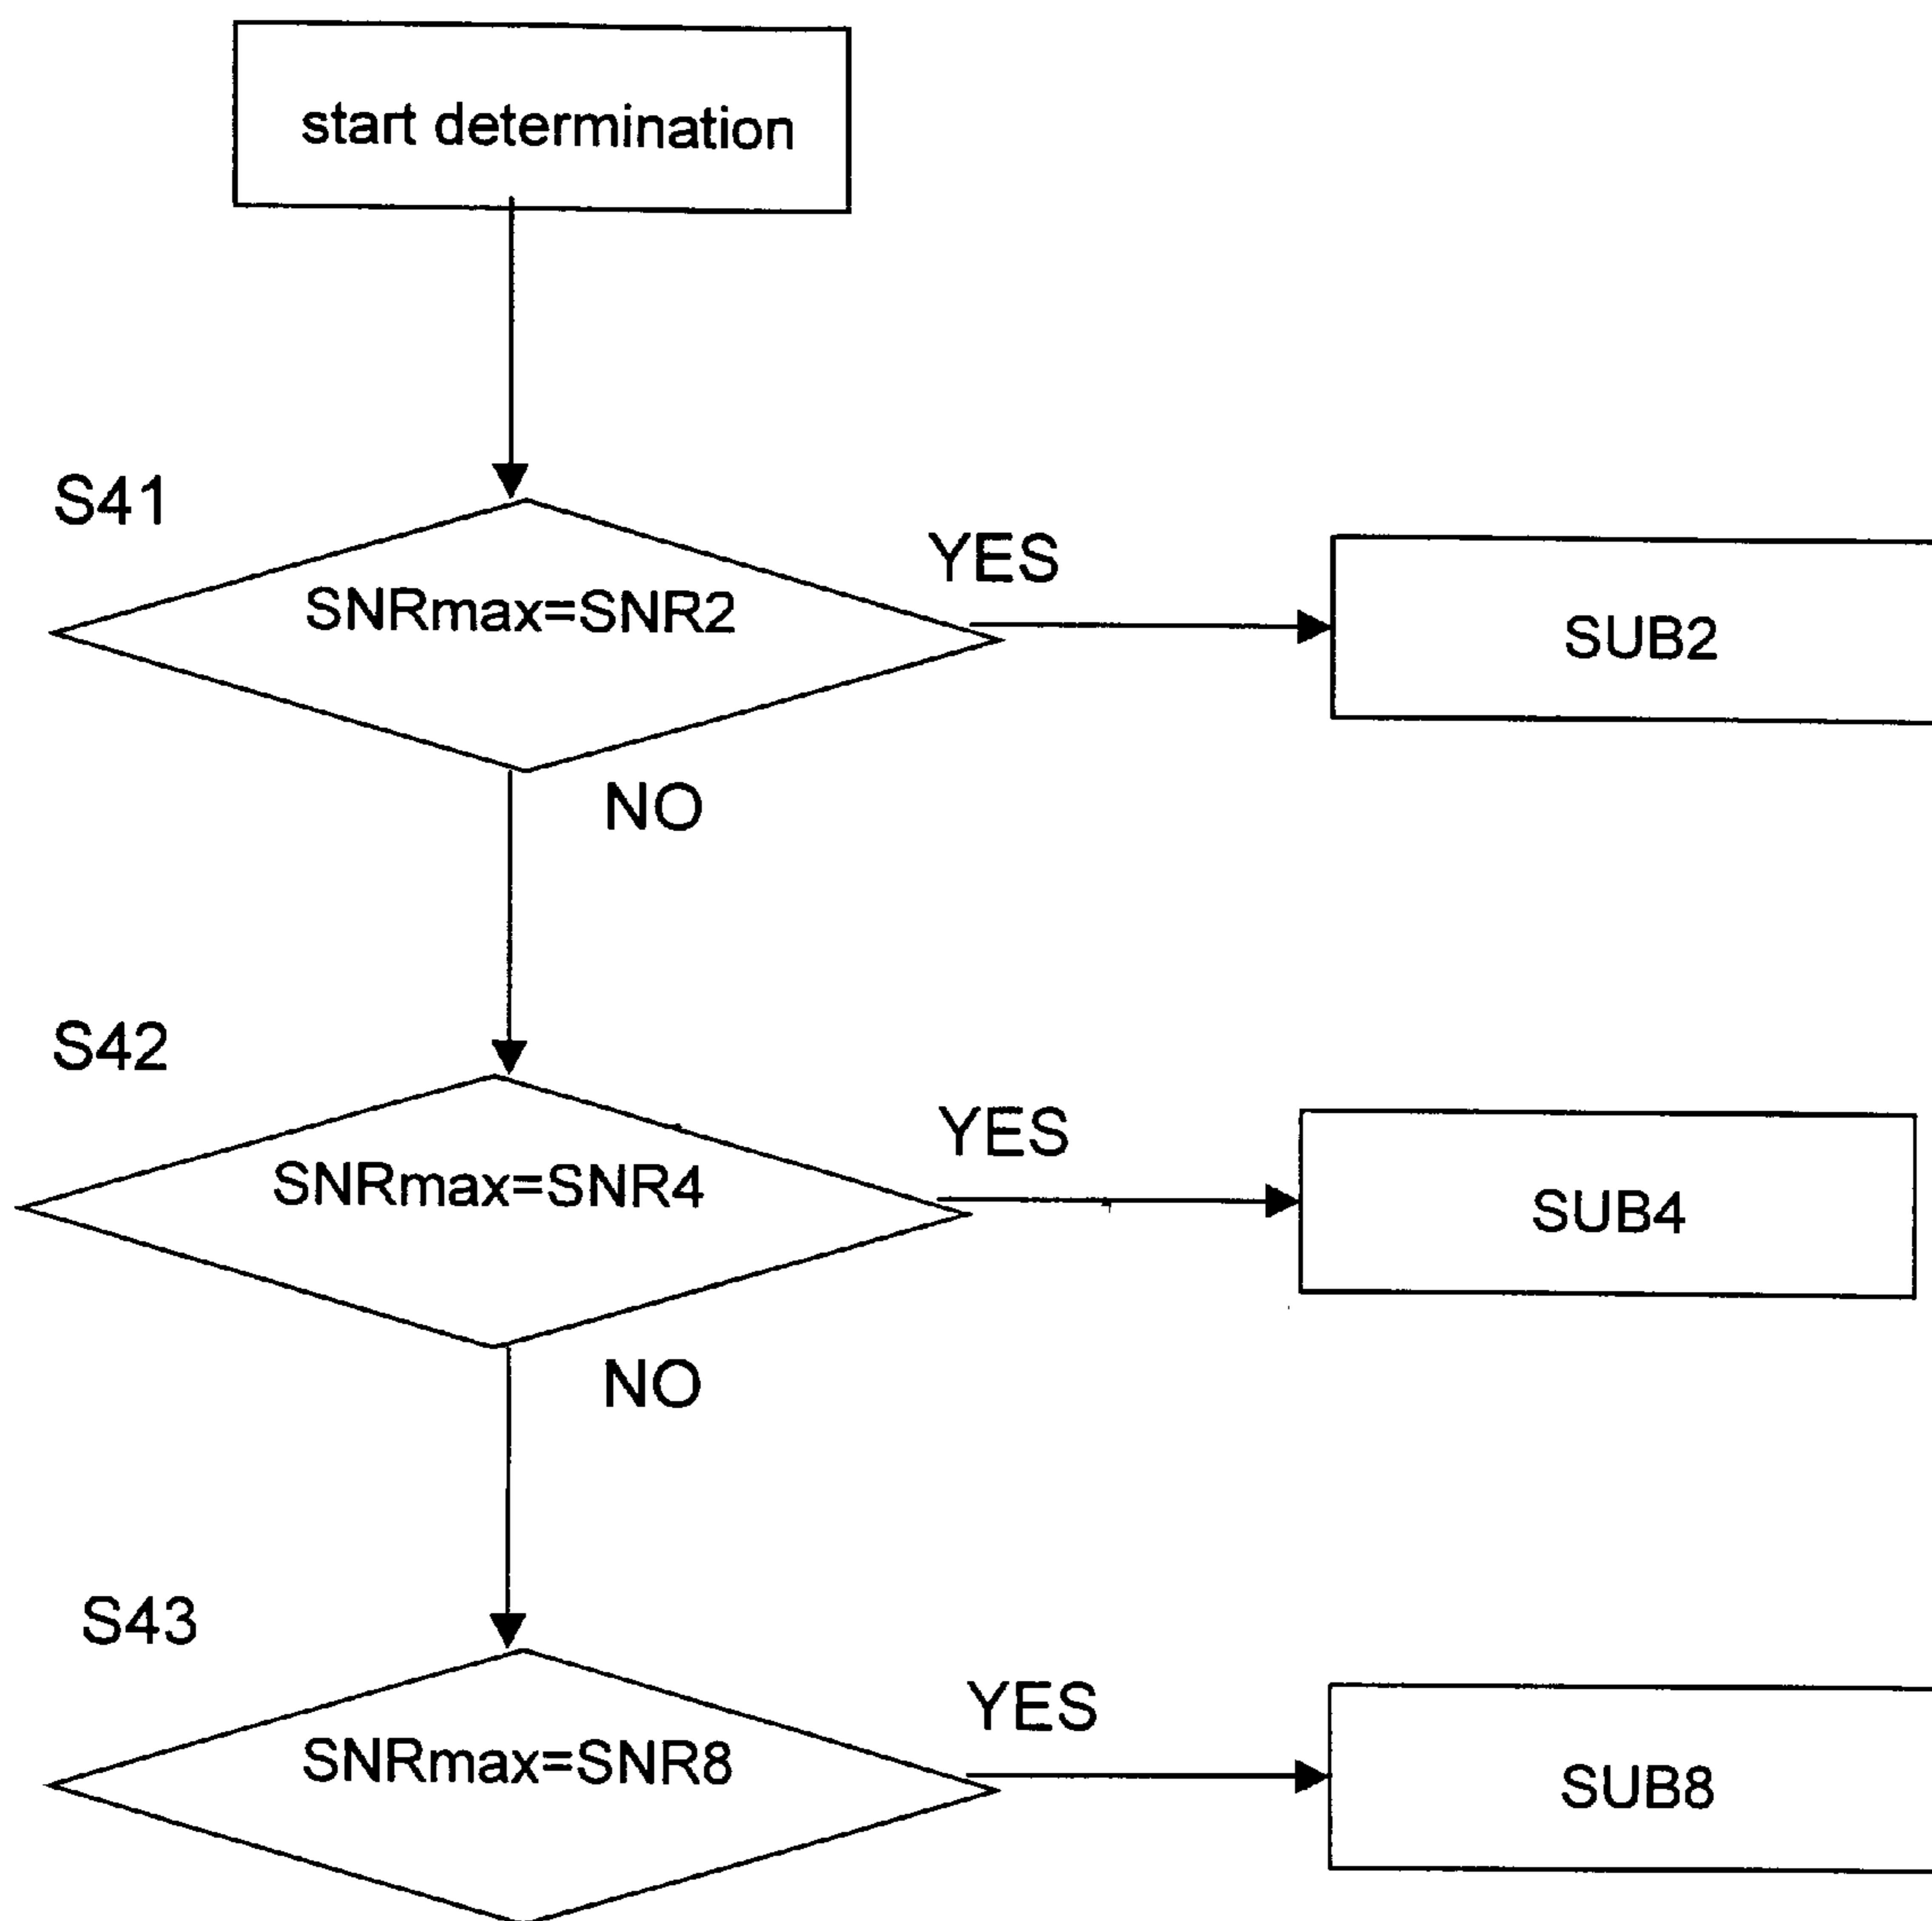 start determination
S41
SNRmax=SNR2
YES
SUB2
NO
S42
SNRmax=SNR4
YES
SUB4
NO
S43
SNRmax=SNR8
YES
SUB8